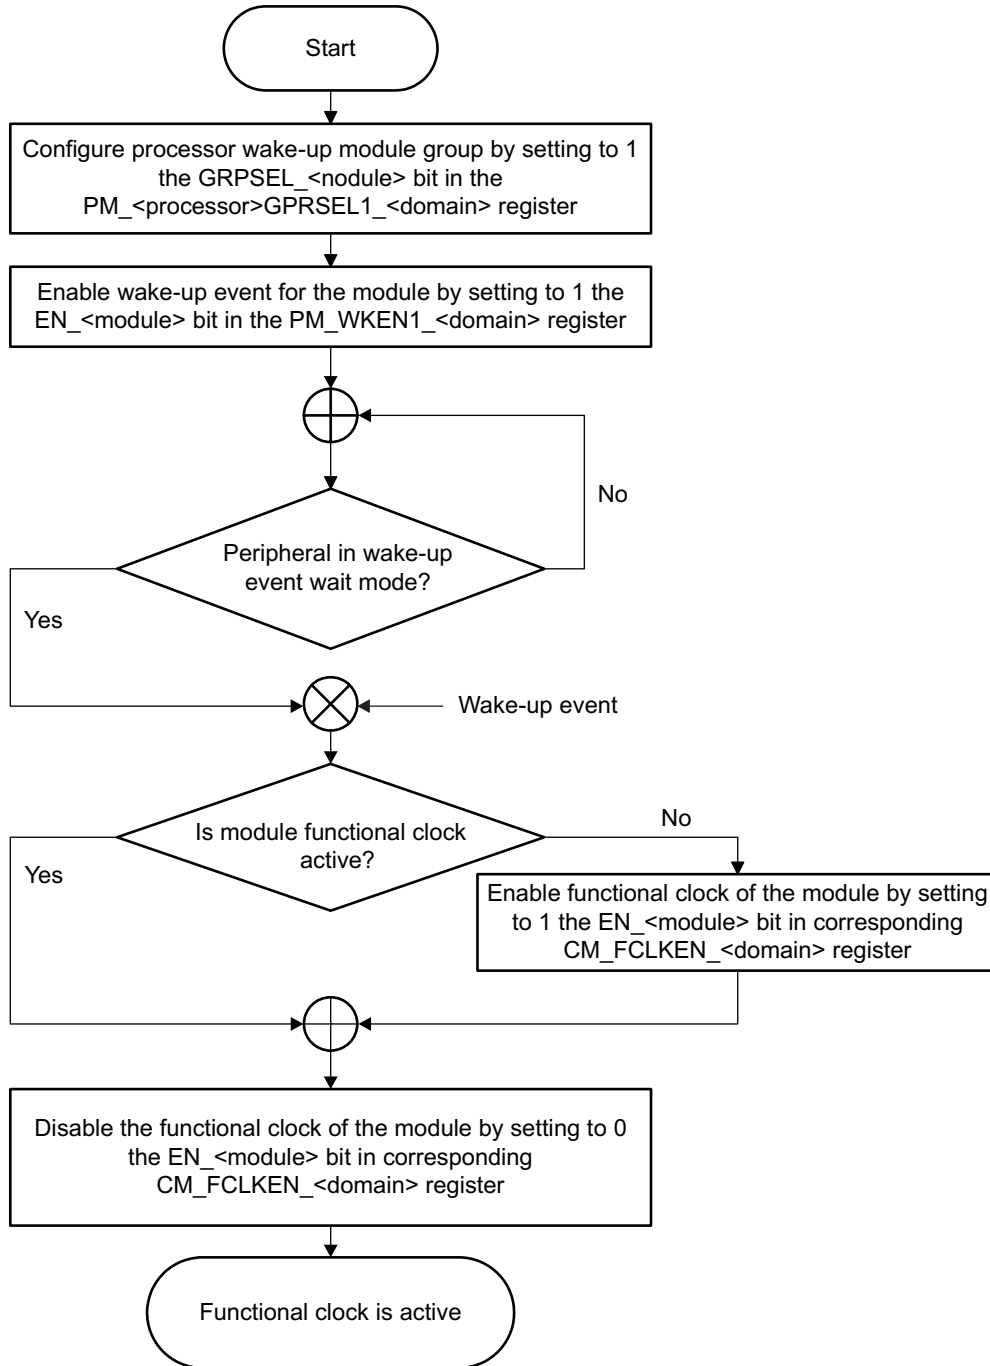 Start
Configure processor wake-up module group by setting to 1
the GRPSEL_<nodule> bit in the
PM_<processor>GPRSEL1_<domain> register
Enable wake-up event for the module by setting to 1 the
EN_<module> bit in the PM_WKEN1_<domain> register
No
Peripheral in wake-up
event wait mode?
Yes
Wake-up event
No
Is module functional clock
active?
Yes
Enable functional clock of the module by setting
to 1 the EN_<module> bit in corresponding
CM_FCLKEN_<domain> register
Disable the functional clock of the module by setting to 0
the EN_<module> bit in corresponding
CM_FCLKEN_<domain> register
Functional clock is active